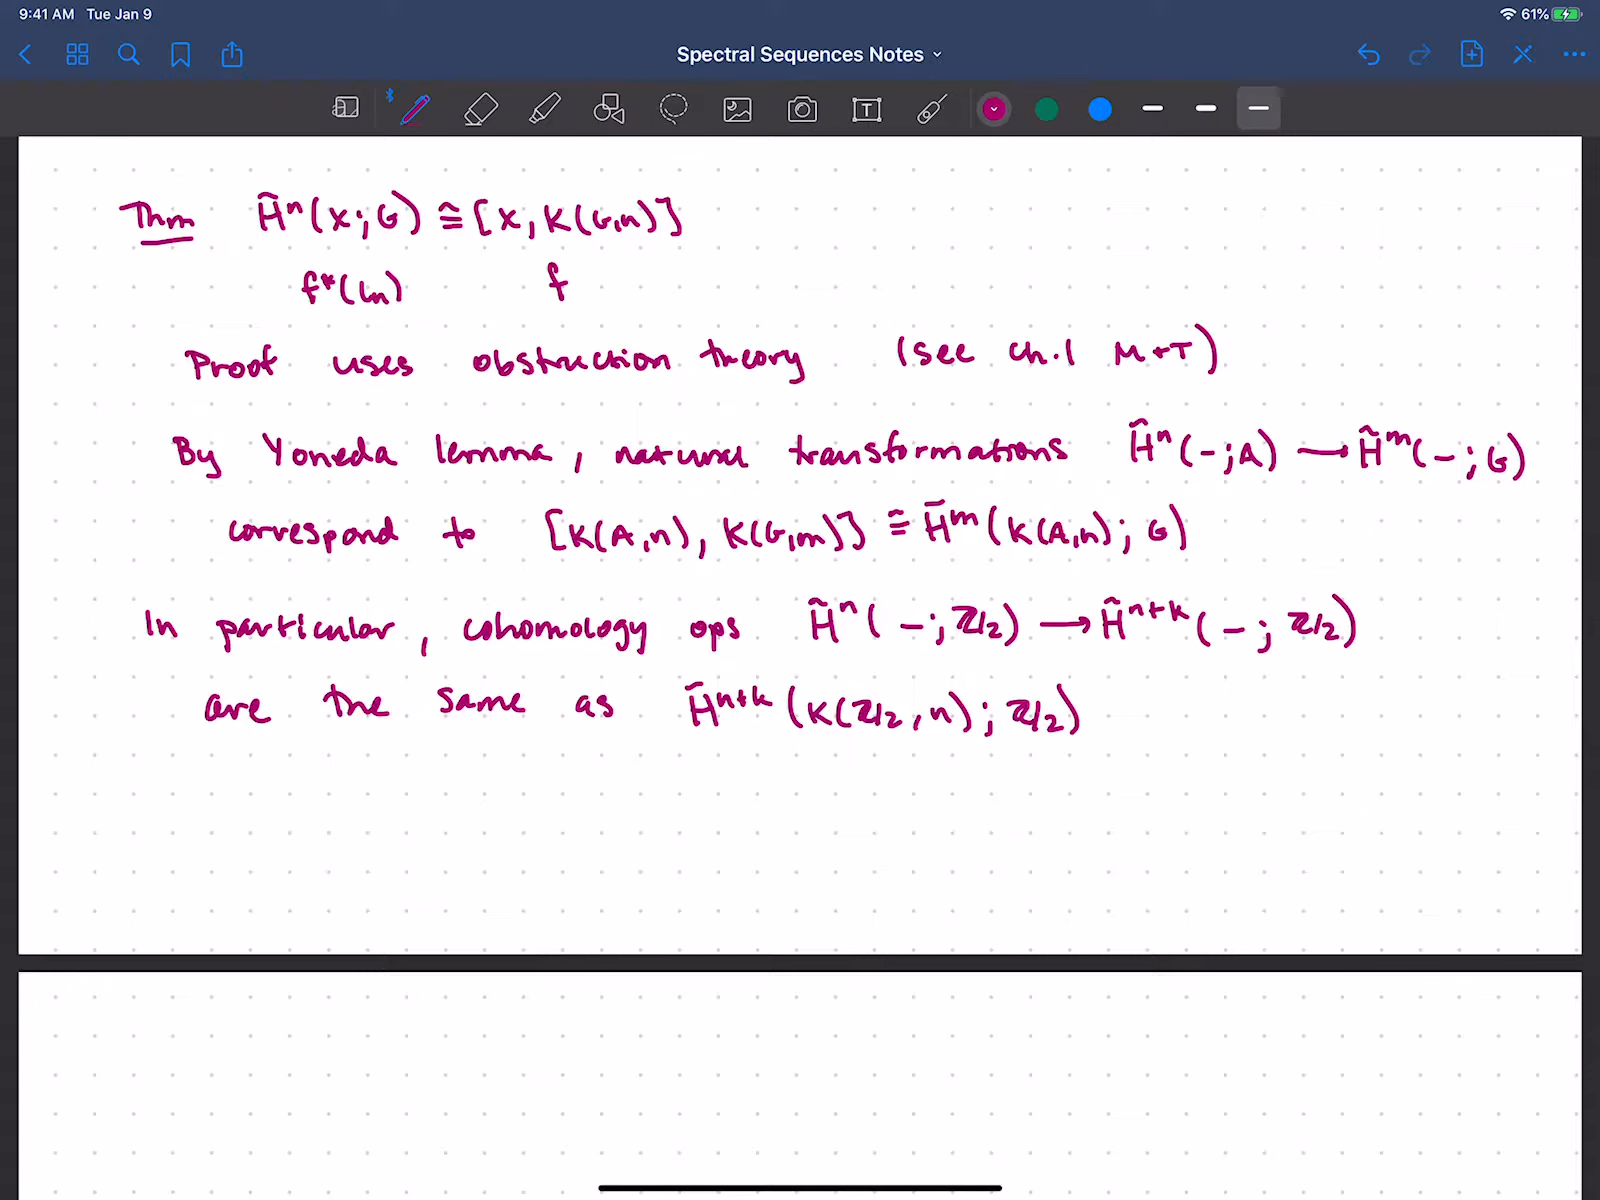 9:41 AM Tue Jan 9 61%
Spectral Sequences Notes
T
Thm H̃ⁿ(X;G) ≅ [X, K(G,n)]
f*(ιₙ) f
Proof uses obstruction theory (see ch.1 M+T)
By Yoneda lemma, natural transformations H̃ⁿ(-;A) → H̃ᵐ(-;G)
correspond to [K(A,n), K(G,m)] ≅ H̃ᵐ(K(A,n); G)
In particular, cohomology ops H̃ⁿ(-;ℤ/2) → H̃ⁿ⁺ᵏ(-; ℤ/2)
are the same as H̃ⁿ⁺ᵏ(K(ℤ/2,n); ℤ/2)